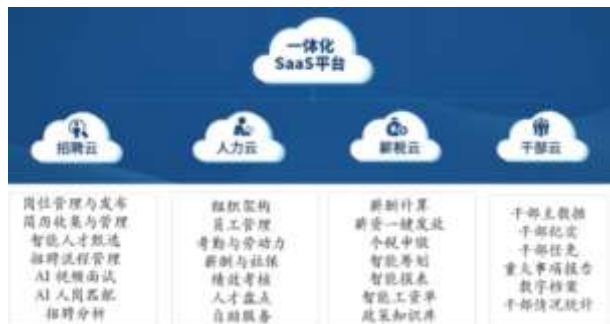 一体化
SaaS平台
招聘云
人力云
薪税云
干部云
岗位管理与发布
简历收集与管理
智能人才甄选
招聘流程管理
AI 视频面试
AI 人岗匹配
招聘分析
组织架构
员工管理
考勤与劳动力
薪酬与社保
绩效考核
人才盘点
自助服务
薪酬计算
薪资一键发放
个税申报
智能筹划
智能报表
智能工资单
政策知识库
干部主数据
干部纪实
干部任免
重大事项报告
数字档案
干部情况统计